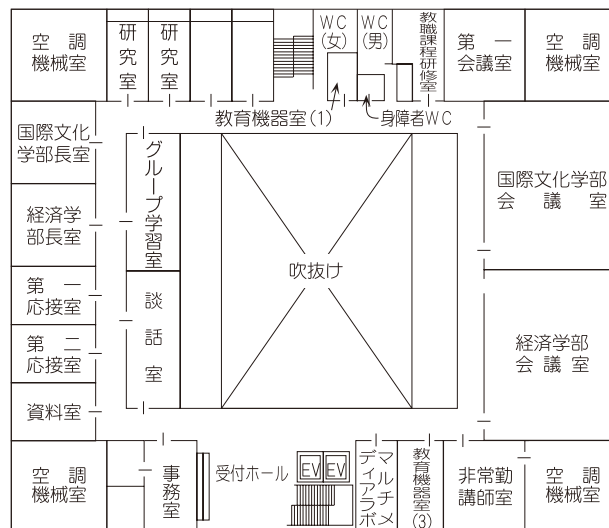 空調
機械室
研究室
研究室
WC
(女)
WC
(男)
教職課程研修室
第一
会議室
空調
機械室
教育機器室(1)
身障者WC
国際文化
学部長室
グループ学習室
国際文化学部
会議室
経済学
部長室
吹抜け
第一
応接室
談話室
第二
応接室
経済学部
会議室
資料室
空調
機械室
事務室
受付ホール
EV
EV
マルチメ
ディアラボ
教育機器室(3)
非常勤
講師室
空調
機械室